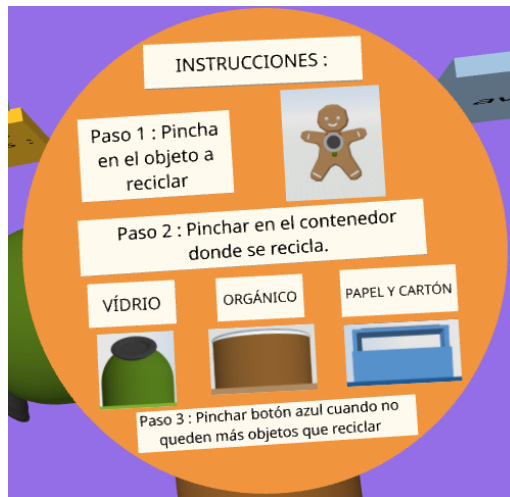 INSTRUCCIONES :
Paso 1 : Pincha
en el objeto a
reciclar
Paso 2 : Pinchar en el contenedor
donde se recicla.
VÍDRIO
ORGÁNICO
PAPEL Y CARTÓN
Paso 3 : Pinchar botón azul cuando no
queden más objetos que reciclar